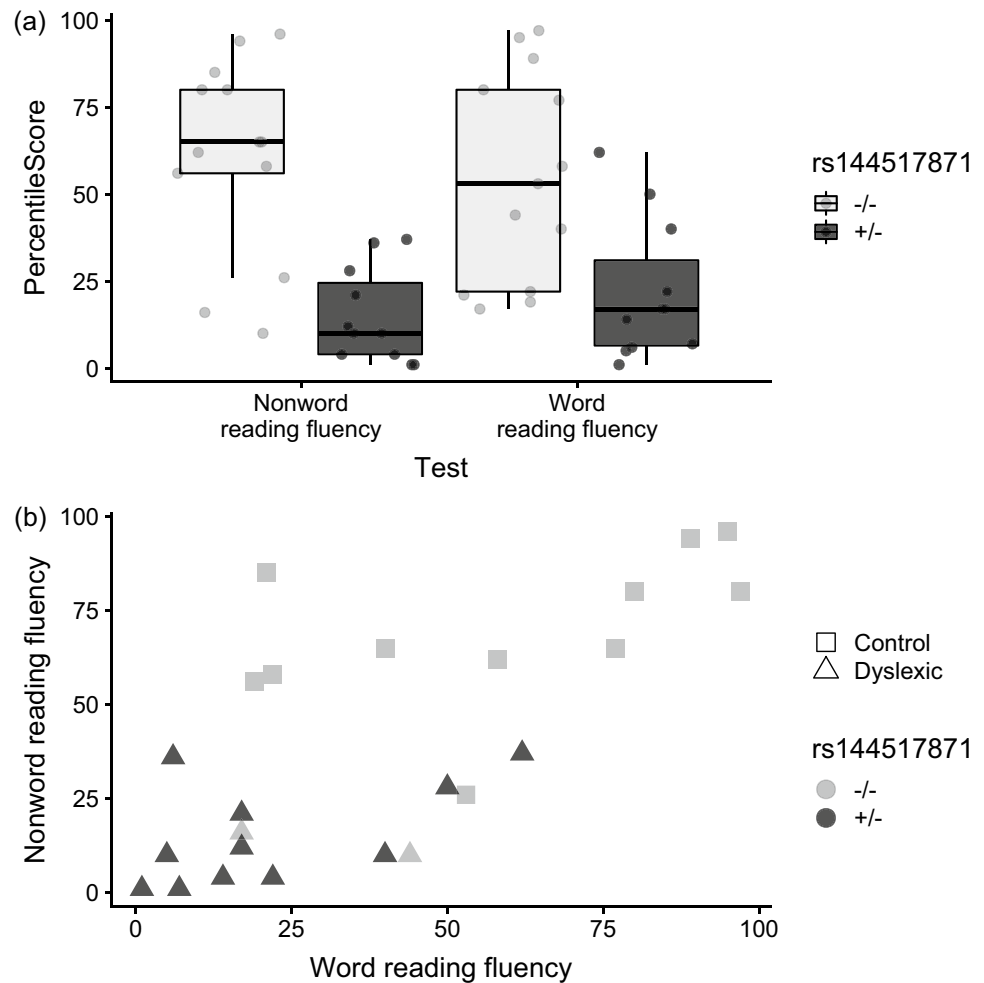 (a)
100
75
50
25
0
PercentileScore
Nonword
reading fluency
Word
reading fluency
Test
rs144517871
-/-
+/-
(b)
100
75
50
25
0
Nonword reading fluency
0
25
50
75
100
Word reading fluency
Control
Dyslexic
rs144517871
-/-
+/-